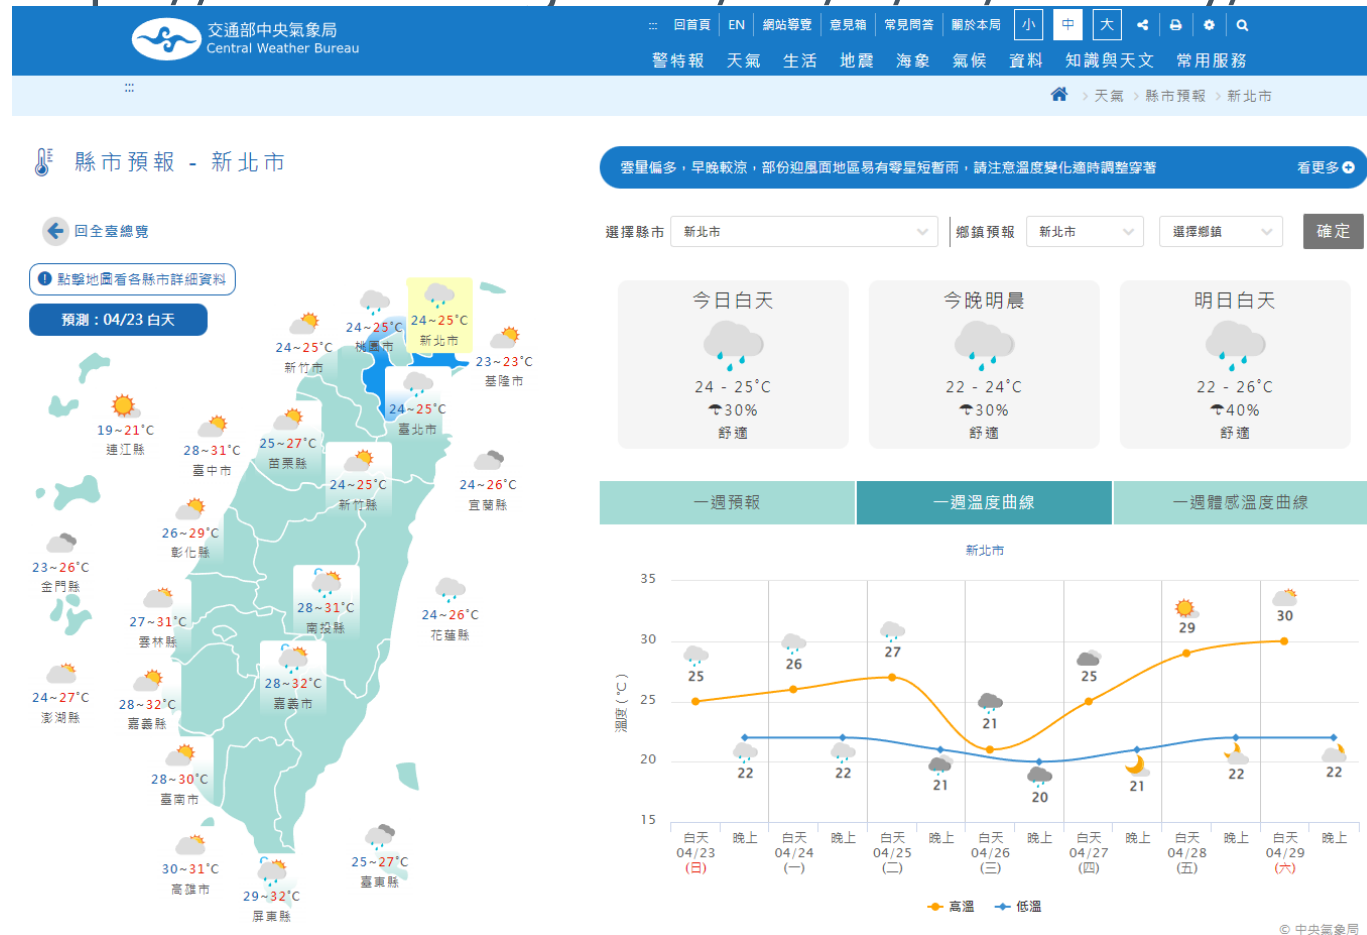 交通部中央氣象局
Central Weather Bureau
::: 回首頁 EN 網站導覽 意見箱 常見問答 關於本局 小 中 大
警特報 天氣 生活 地震 海象 氣候 資料 知識與天文 常用服務
:::
> 天氣 > 縣市預報 > 新北市
縣市預報 - 新北市
雲量偏多，早晚較涼，部份迎風面地區易有零星短暫雨，請注意溫度變化適時調整穿著 看更多
回全臺總覽
選擇縣市 新北市 鄉鎮預報 新北市 選擇鄉鎮 確定
點擊地圖看各縣市詳細資料
預測：04/23 白天
24~25°C
新北市
24~25°C
桃園市
24~25°C
新竹市
23~23°C
基隆市
24~25°C
臺北市
19~21°C
連江縣
28~31°C
臺中市
25~27°C
苗栗縣
24~25°C
新竹縣
24~26°C
宜蘭縣
26~29°C
彰化縣
23~26°C
金門縣
28~31°C
南投縣
24~26°C
花蓮縣
27~31°C
雲林縣
28~32°C
嘉義市
24~27°C
澎湖縣
28~32°C
嘉義縣
28~30°C
臺南市
30~31°C
高雄市
25~27°C
臺東縣
29~32°C
屏東縣
今日白天
24 - 25°C
30%
舒適
今晚明晨
22 - 24°C
30%
舒適
明日白天
22 - 26°C
40%
舒適
一週預報 一週溫度曲線 一週體感溫度曲線
新北市
溫度 (°C)
35
30
25
20
15
25 26 27 21 25 29 30
22 22 21 20 21 22 22
白天 晚上 白天 晚上 白天 晚上 白天 晚上 白天 晚上 白天 晚上 白天 晚上
04/23 04/24 04/25 04/26 04/27 04/28 04/29
(日) (一) (二) (三) (四) (五) (六)
高溫 低溫
© 中央氣象局